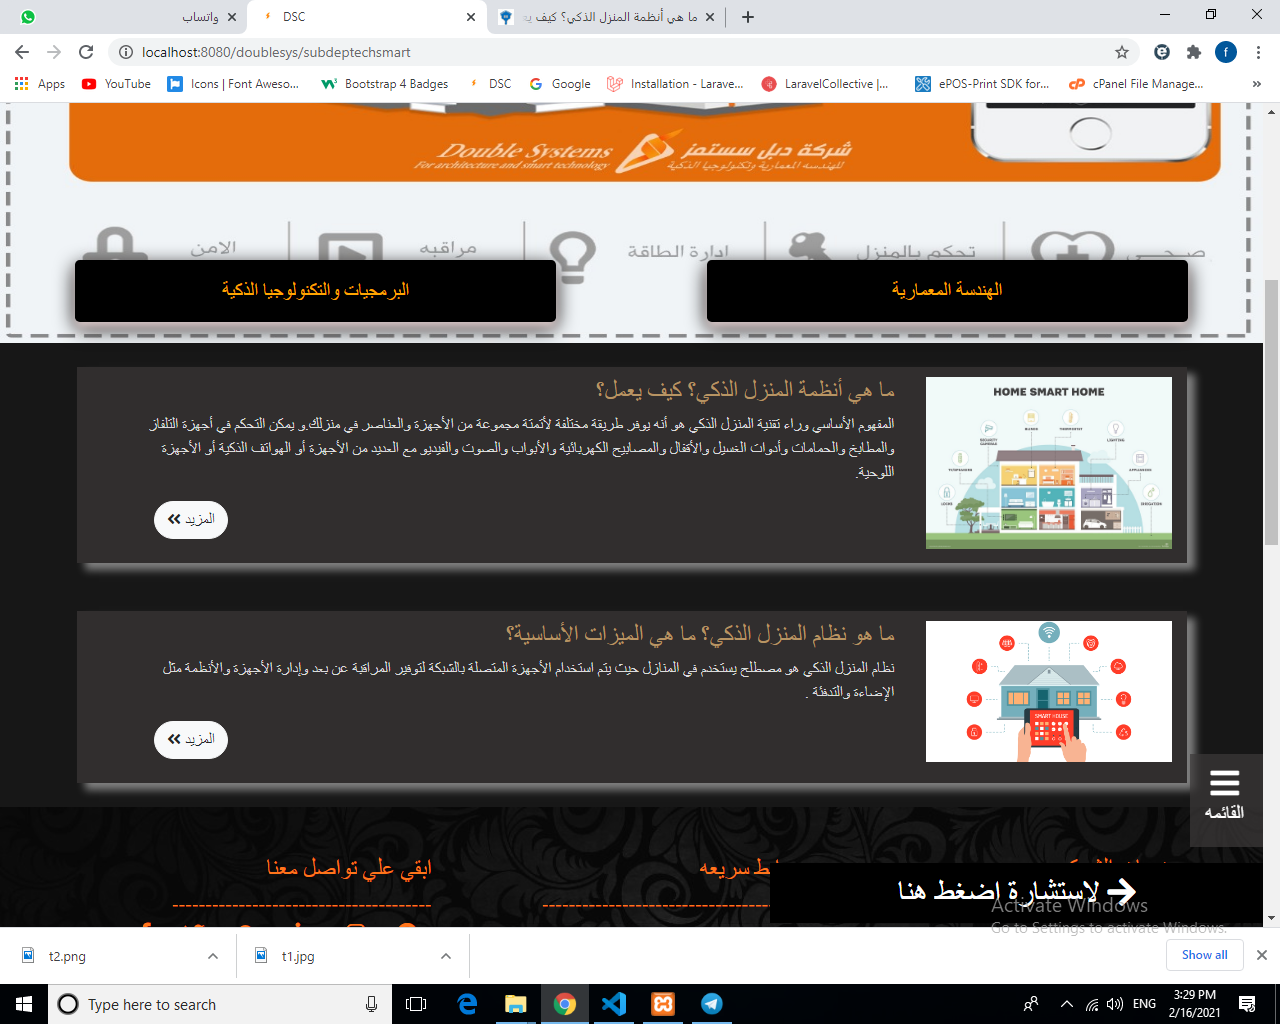 واتساب
DSC
ما هي أنظمة المنزل الذكي؟ كيف يع
localhost:8080/doublesys/subdeptechsmart
f
Apps
YouTube
Icons | Font Aweso...
Bootstrap 4 Badges
DSC
Google
Installation - Larave...
LaravelCollective |...
ePOS-Print SDK for...
cPanel File Manage...
»
Double Systems
For architecture and smart technology
شركة دبل سستمز
للهندسه المعمارية وتكنولوجيا الذكية
صحـــي
تحكم بالمنزل
ادارة الطاقة
مراقبه
الامن
الهندسة المعمارية
البرمجيات والتكنولوجيا الذكية
HOME SMART HOME
ما هي أنظمة المنزل الذكي؟ كيف يعمل؟
المفهوم الأساسي وراء تقنية المنزل الذكي هو أنه يوفر طريقة مختلفة لأتمتة مجموعة من الأجهزة والعناصر في منزلك.و يمكن التحكم في أجهزة التلفاز
والمطابخ والحمامات وأدوات الغسيل والأقفال والمصابيح الكهربائية والأبواب والصوت والفيديو مع العديد من الأجهزة أو الهواتف الذكية أو الأجهزة
اللوحية.
المزيد
SMART HOUSE
ما هو نظام المنزل الذكي؟ ما هي الميزات الأساسية؟
نظام المنزل الذكي هو مصطلح يستخدم في المنازل حيث يتم استخدام الأجهزة المتصلة بالشبكة لتوفير المراقبة عن بعد وإدارة الأجهزة والأنظمة مثل
الإضاءة والتدفئة .
المزيد
القائمه
سريعه
ابقي علي تواصل معنا
لاستشارة اضغط هنا
Activate Windows
Go to Settings to activate Windows.
t2.png
t1.jpg
Show all
Type here to search
ENG
3:29 PM
2/16/2021